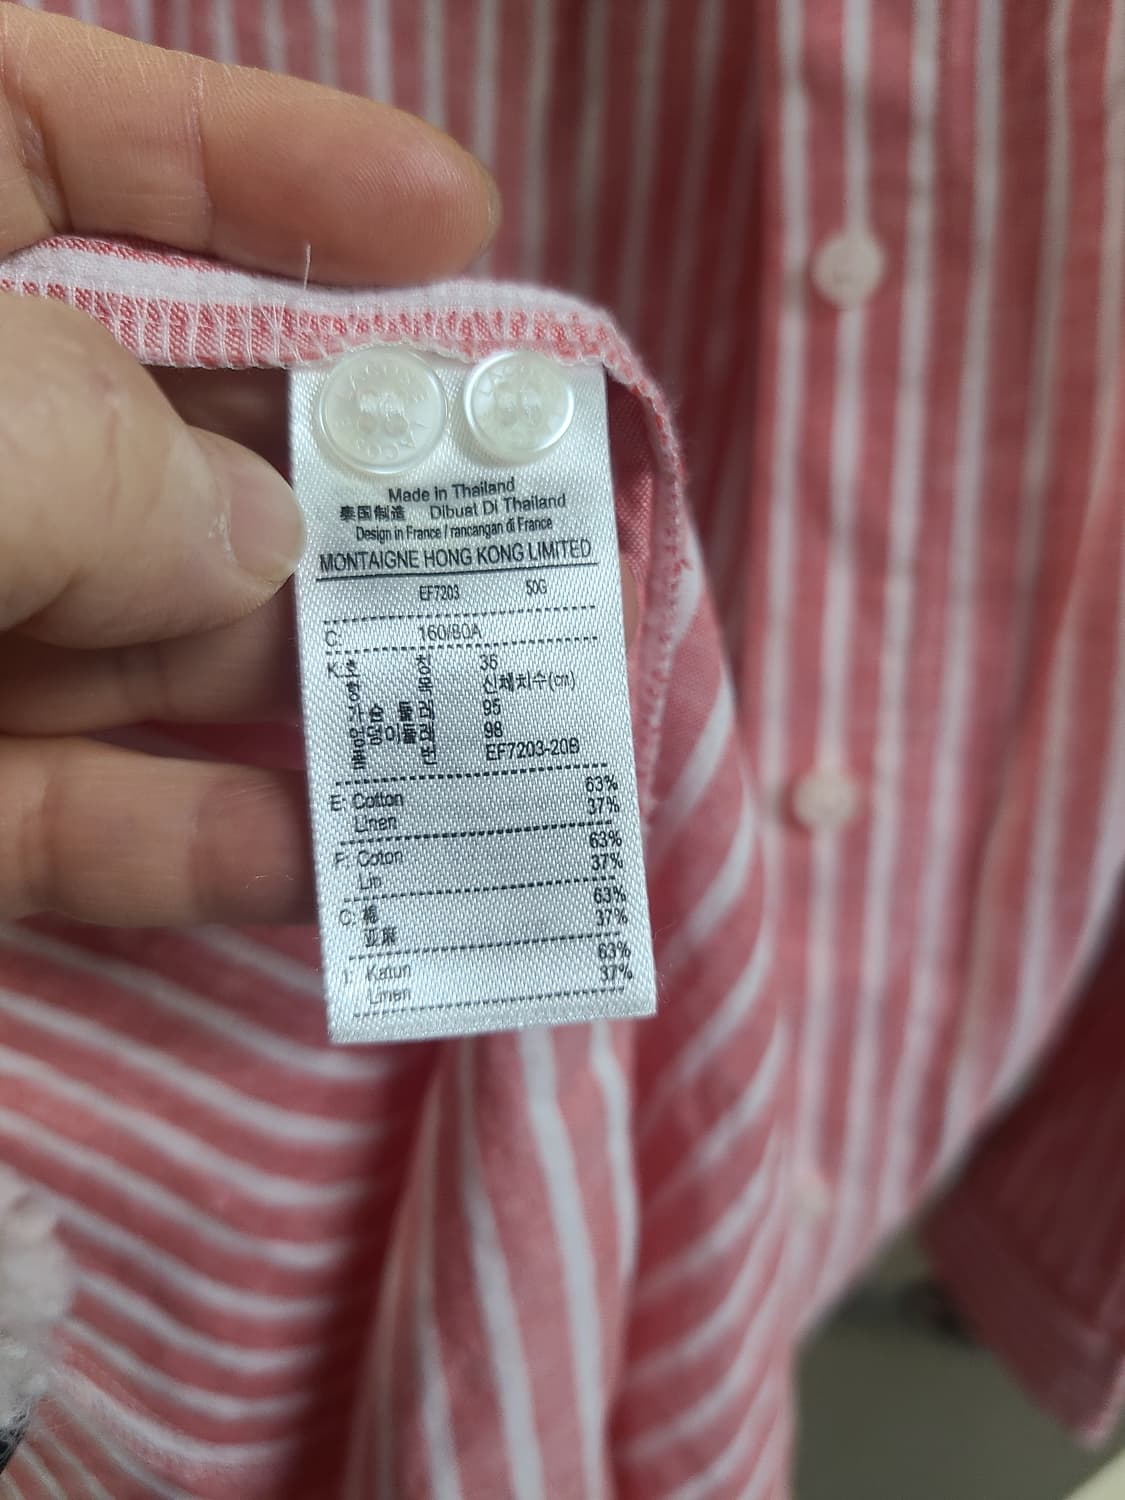 Made in Thailand
泰国制造 Dibuat Di Thailand
Design in France / rancangan di France
MONTAIGNE HONG KONG LIMITED
EF7203 50G
C: 160/80A
K:
36
신체치수(cm)
95
98
EF7203-20B
E: Cotton 63%
Linen 37%
F: Coton 63%
Lin 37%
C: 棉 63%
亚麻 37%
I: Katun 63%
Linen 37%